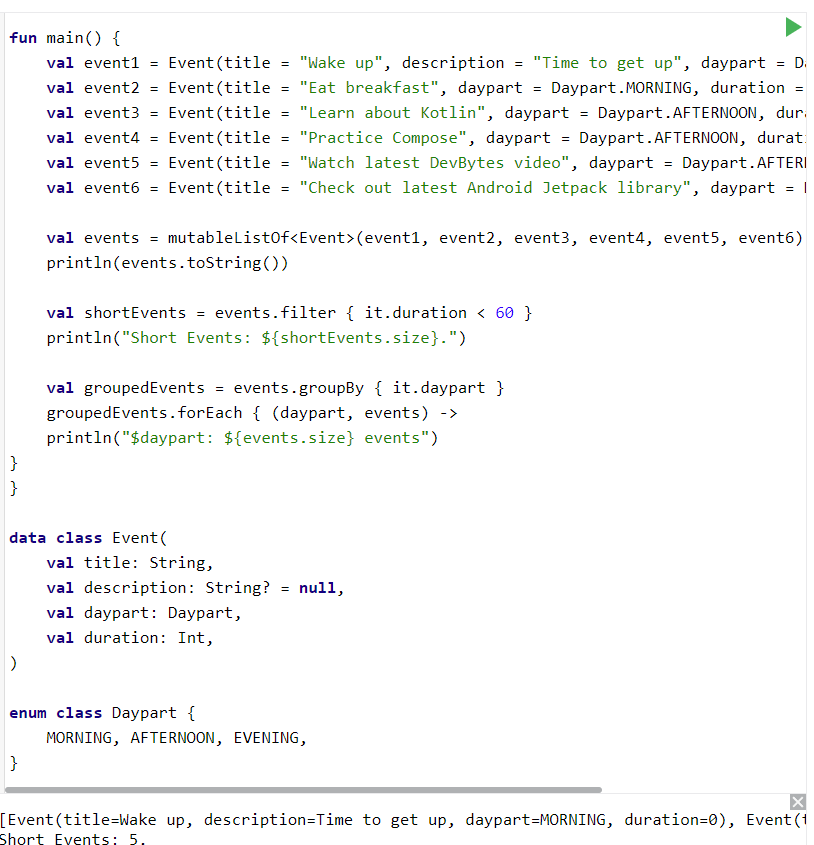 fun main() {
    val event1 = Event(title = "Wake up", description = "Time to get up", daypart =
    val event2 = Event(title = "Eat breakfast", daypart = Daypart.MORNING, duration =
    val event3 = Event(title = "Learn about Kotlin", daypart = Daypart.AFTERNOON,
    val event4 = Event(title = "Practice Compose", daypart = Daypart.AFTERNOON,
    val event5 = Event(title = "Watch latest DevBytes video", daypart =
    val event6 = Event(title = "Check out latest Android Jetpack library", daypart =

    val events = mutableListOf<Event>(event1, event2, event3, event4, event5, event6)
    println(events.toString())

    val shortEvents = events.filter { it.duration < 60 }
    println("Short Events: ${shortEvents.size}.")

    val groupedEvents = events.groupBy { it.daypart }
    groupedEvents.forEach { (daypart, events) ->
    println("$daypart: ${events.size} events")
}
}

data class Event(
    val title: String,
    val description: String? = null,
    val daypart: Daypart,
    val duration: Int,
)

enum class Daypart {
    MORNING, AFTERNOON, EVENING,
}
[Event(title=Wake up, description=Time to get up, daypart=MORNING, duration=0),
Short Events: 5.